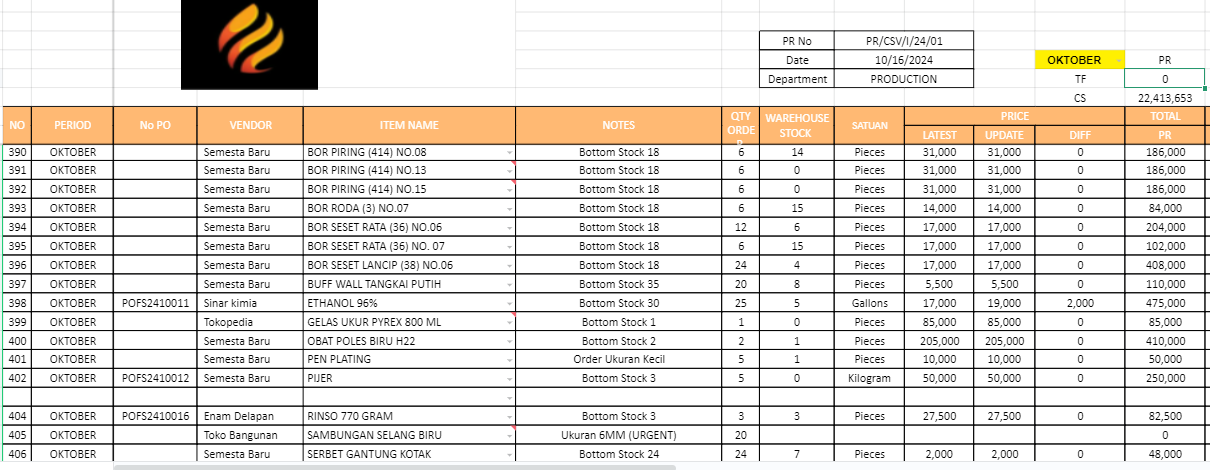 PR No PR/CSV/I/24/01
Date 10/16/2024 OKTOBER PR
Department PRODUCTION TF 0
CS 22,413,653
NO PERIOD No PO VENDOR ITEM NAME NOTES QTY ORDE WAREHOUSE STOCK SATUAN PRICE TOTAL
LATEST UPDATE DIFF PR
390 OKTOBER Semesta Baru BOR PIRING (414) NO.08 Bottom Stock 18 6 14 Pieces 31,000 31,000 0 186,000
391 OKTOBER Semesta Baru BOR PIRING (414) NO.13 Bottom Stock 18 6 0 Pieces 31,000 31,000 0 186,000
392 OKTOBER Semesta Baru BOR PIRING (414) NO.15 Bottom Stock 18 6 0 Pieces 31,000 31,000 0 186,000
393 OKTOBER Semesta Baru BOR RODA (3) NO.07 Bottom Stock 18 6 15 Pieces 14,000 14,000 0 84,000
394 OKTOBER Semesta Baru BOR SESET RATA (36) NO.06 Bottom Stock 18 12 6 Pieces 17,000 17,000 0 204,000
395 OKTOBER Semesta Baru BOR SESET RATA (36) NO. 07 Bottom Stock 18 6 15 Pieces 17,000 17,000 0 102,000
396 OKTOBER Semesta Baru BOR SESET LANCIP (38) NO.06 Bottom Stock 18 24 4 Pieces 17,000 17,000 0 408,000
397 OKTOBER Semesta Baru BUFF WALL TANGKAI PUTIH Bottom Stock 35 20 8 Pieces 5,500 5,500 0 110,000
398 OKTOBER POFS2410011 Sinar kimia ETHANOL 96% Bottom Stock 30 25 5 Gallons 17,000 19,000 2,000 475,000
399 OKTOBER Tokopedia GELAS UKUR PYREX 800 ML Bottom Stock 1 1 0 Pieces 85,000 85,000 0 85,000
400 OKTOBER Semesta Baru OBAT POLES BIRU H22 Bottom Stock 2 2 1 Pieces 205,000 205,000 0 410,000
401 OKTOBER Semesta Baru PEN PLATING Order Ukuran Kecil 5 1 Pieces 10,000 10,000 0 50,000
402 OKTOBER POFS2410012 Semesta Baru PIJER Bottom Stock 3 5 0 Kilogram 50,000 50,000 0 250,000
404 OKTOBER POFS2410016 Enam Delapan RINSO 770 GRAM Bottom Stock 3 3 3 Pieces 27,500 27,500 0 82,500
405 OKTOBER Toko Bangunan SAMBUNGAN SELANG BIRU Ukuran 6MM (URGENT) 20 0
406 OKTOBER Semesta Baru SERBET GANTUNG KOTAK Bottom Stock 24 24 7 Pieces 2,000 2,000 0 48,000